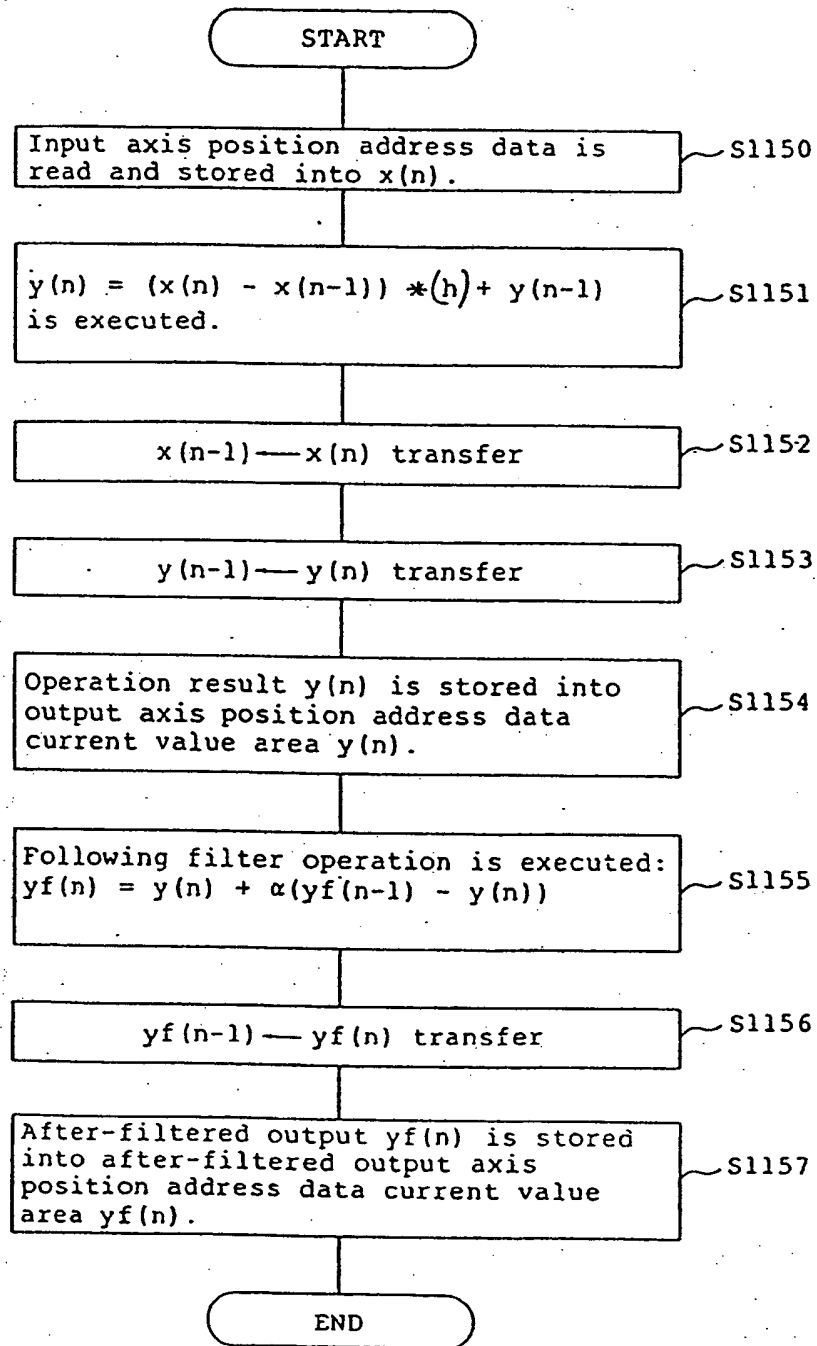 START
Input axis position address data is
read and stored into x(n).
S1150
y(n) = (x(n) - x(n-1)) *(h)+ y(n-1)
is executed.
S1151
x(n-1)— x(n) transfer
S1152
y(n-1)— y(n) transfer
S1153
Operation result y(n) is stored into
output axis position address data
current value area y(n).
S1154
Following filter operation is executed:
yf(n) = y(n) + α(yf(n-1) - y(n))
S1155
yf(n-1)— yf(n) transfer
S1156
After-filtered output yf(n) is stored
into after-filtered output axis
position address data current value
area yf(n).
S1157
END